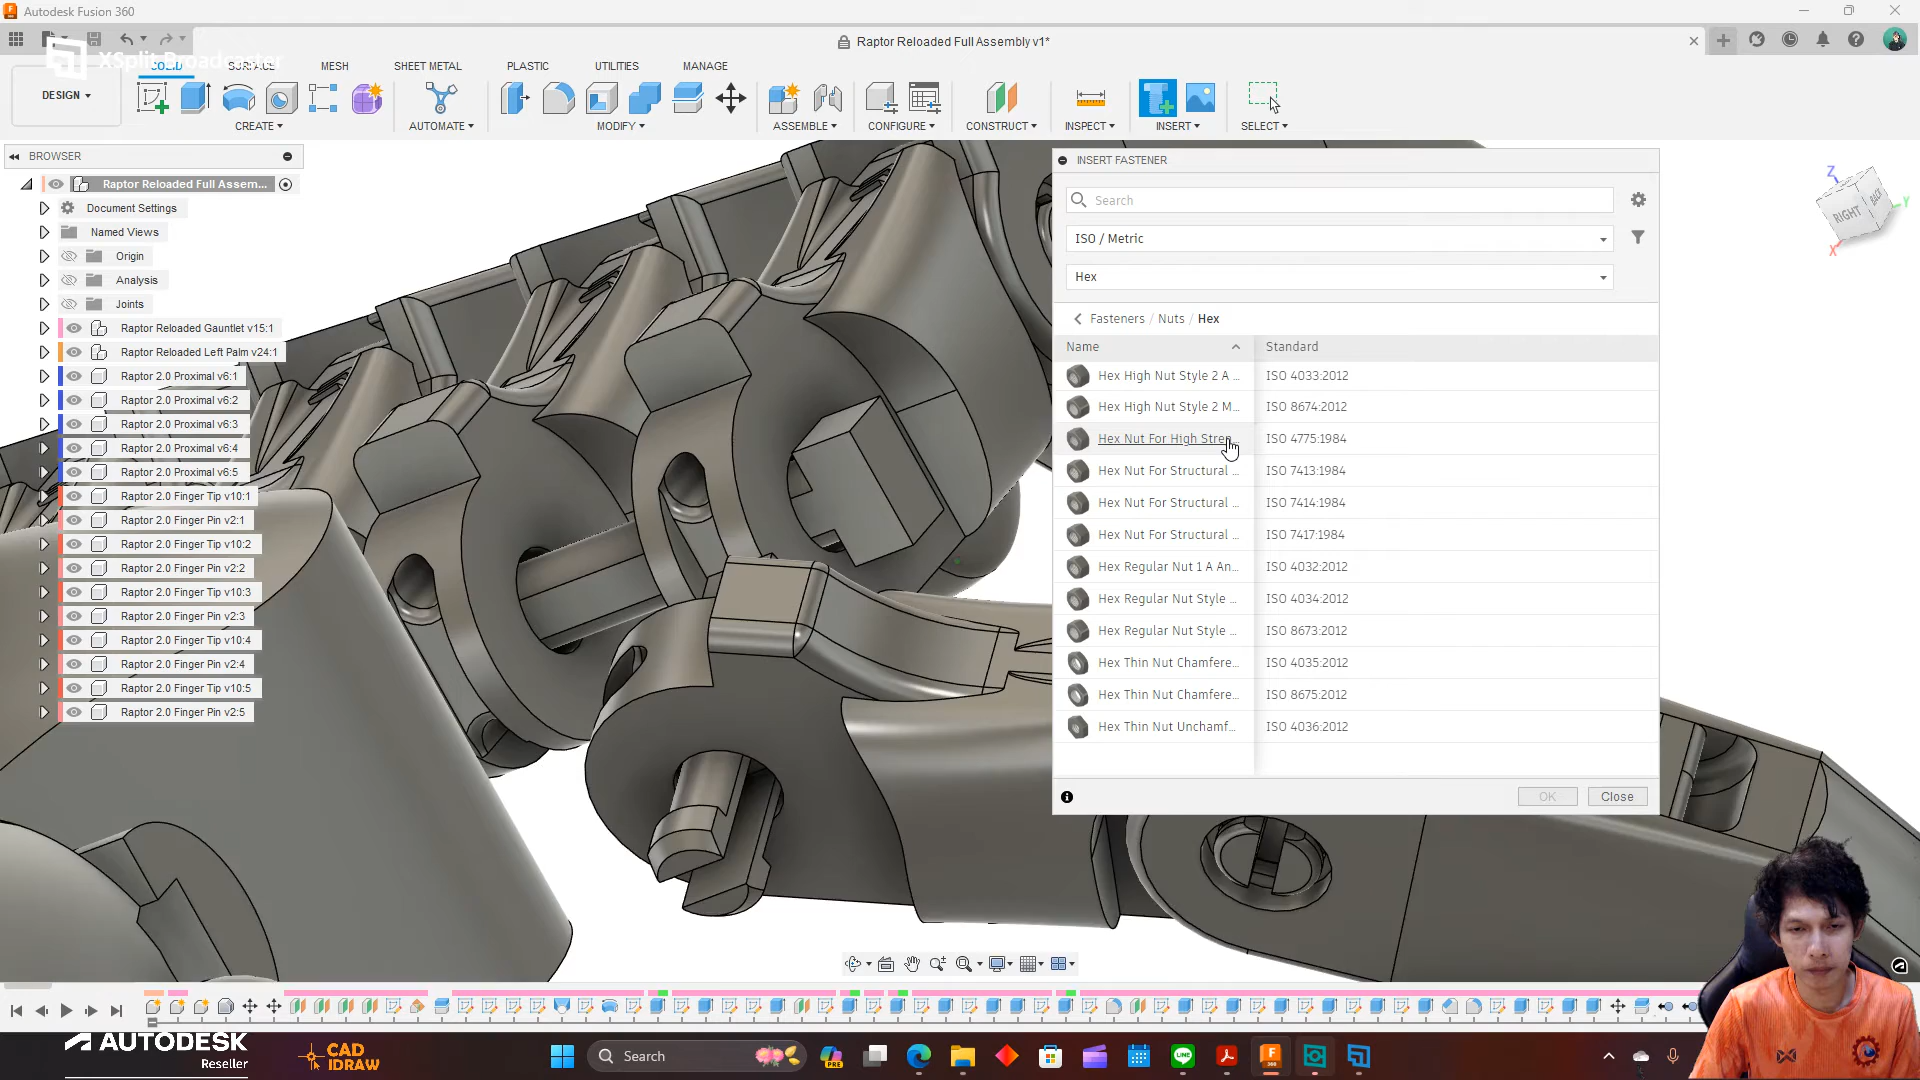 Autodesk Fusion 360
XSplit Broadcaster
Raptor Reloaded Full Assembly v1*
SOLID
SURFACE
MESH
SHEET METAL
PLASTIC
UTILITIES
MANAGE
DESIGN
CREATE
AUTOMATE
MODIFY
ASSEMBLE
CONFIGURE
CONSTRUCT
INSPECT
INSERT
SELECT
BROWSER
Raptor Reloaded Full Assem...
Document Settings
Named Views
Origin
Analysis
Joints
Raptor Reloaded Gauntlet v15:1
Raptor Reloaded Left Palm v24:1
Raptor 2.0 Proximal v6:1
Raptor 2.0 Proximal v6:2
Raptor 2.0 Proximal v6:3
Raptor 2.0 Proximal v6:4
Raptor 2.0 Proximal v6:5
Raptor 2.0 Finger Tip v10:1
Raptor 2.0 Finger Pin v2:1
Raptor 2.0 Finger Tip v10:2
Raptor 2.0 Finger Pin v2:2
Raptor 2.0 Finger Tip v10:3
Raptor 2.0 Finger Pin v2:3
Raptor 2.0 Finger Tip v10:4
Raptor 2.0 Finger Pin v2:4
Raptor 2.0 Finger Tip v10:5
Raptor 2.0 Finger Pin v2:5
INSERT FASTENER
Search
ISO / Metric
Hex
Fasteners / Nuts / Hex
Name Standard
Hex High Nut Style 2 A ... ISO 4033:2012
Hex High Nut Style 2 M... ISO 8674:2012
Hex Nut For High Stren... ISO 4775:1984
Hex Nut For Structural ... ISO 7413:1984
Hex Nut For Structural ... ISO 7414:1984
Hex Nut For Structural ... ISO 7417:1984
Hex Regular Nut 1 A An... ISO 4032:2012
Hex Regular Nut Style ... ISO 4034:2012
Hex Regular Nut Style ... ISO 8673:2012
Hex Thin Nut Chamfere... ISO 4035:2012
Hex Thin Nut Chamfere... ISO 8675:2012
Hex Thin Nut Unchamf... ISO 4036:2012
OK
Close
Z
Y
X
RIGHT
BACK
AUTODESK
Reseller
CAD
IDRAW
Search
PRE